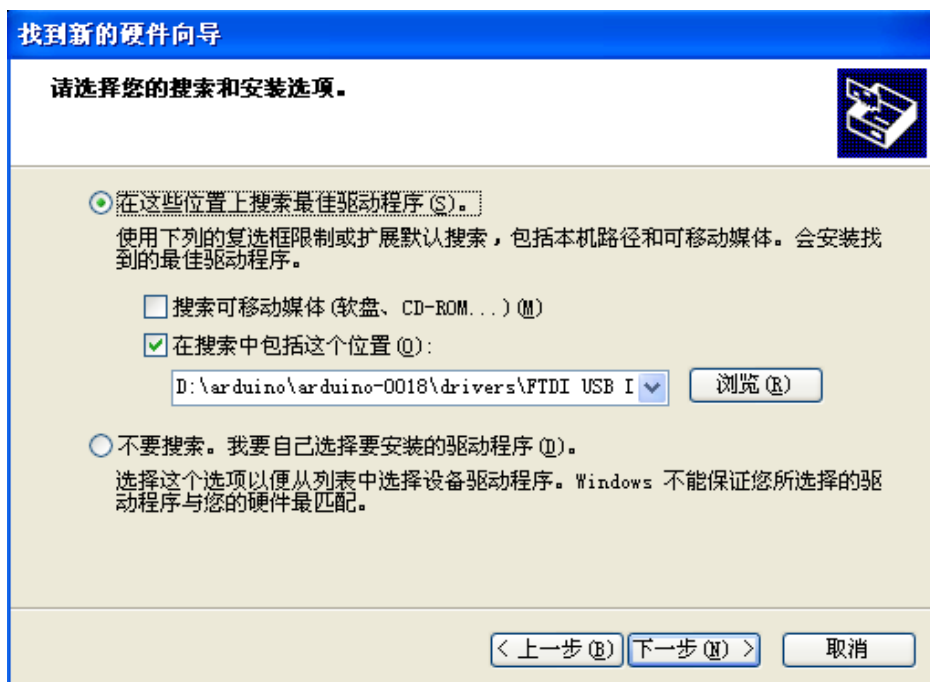 找到新的硬件向导
请选择您的搜索和安装选项。
在这些位置上搜索最佳驱动程序(S)。
使用下列的复选框限制或扩展默认搜索，包括本机路径和可移动媒体。会安装找
到的最佳驱动程序。
搜索可移动媒体(软盘、CD-ROM...)(M)
在搜索中包括这个位置(O):
D:\arduino\arduino-0018\drivers\FTDI USB I
浏览(R)
不要搜索。我要自己选择要安装的驱动程序(D)。
选择这个选项以便从列表中选择设备驱动程序。Windows 不能保证您所选择的驱
动程序与您的硬件最匹配。
< 上一步(B) 下一步(N) > 取消